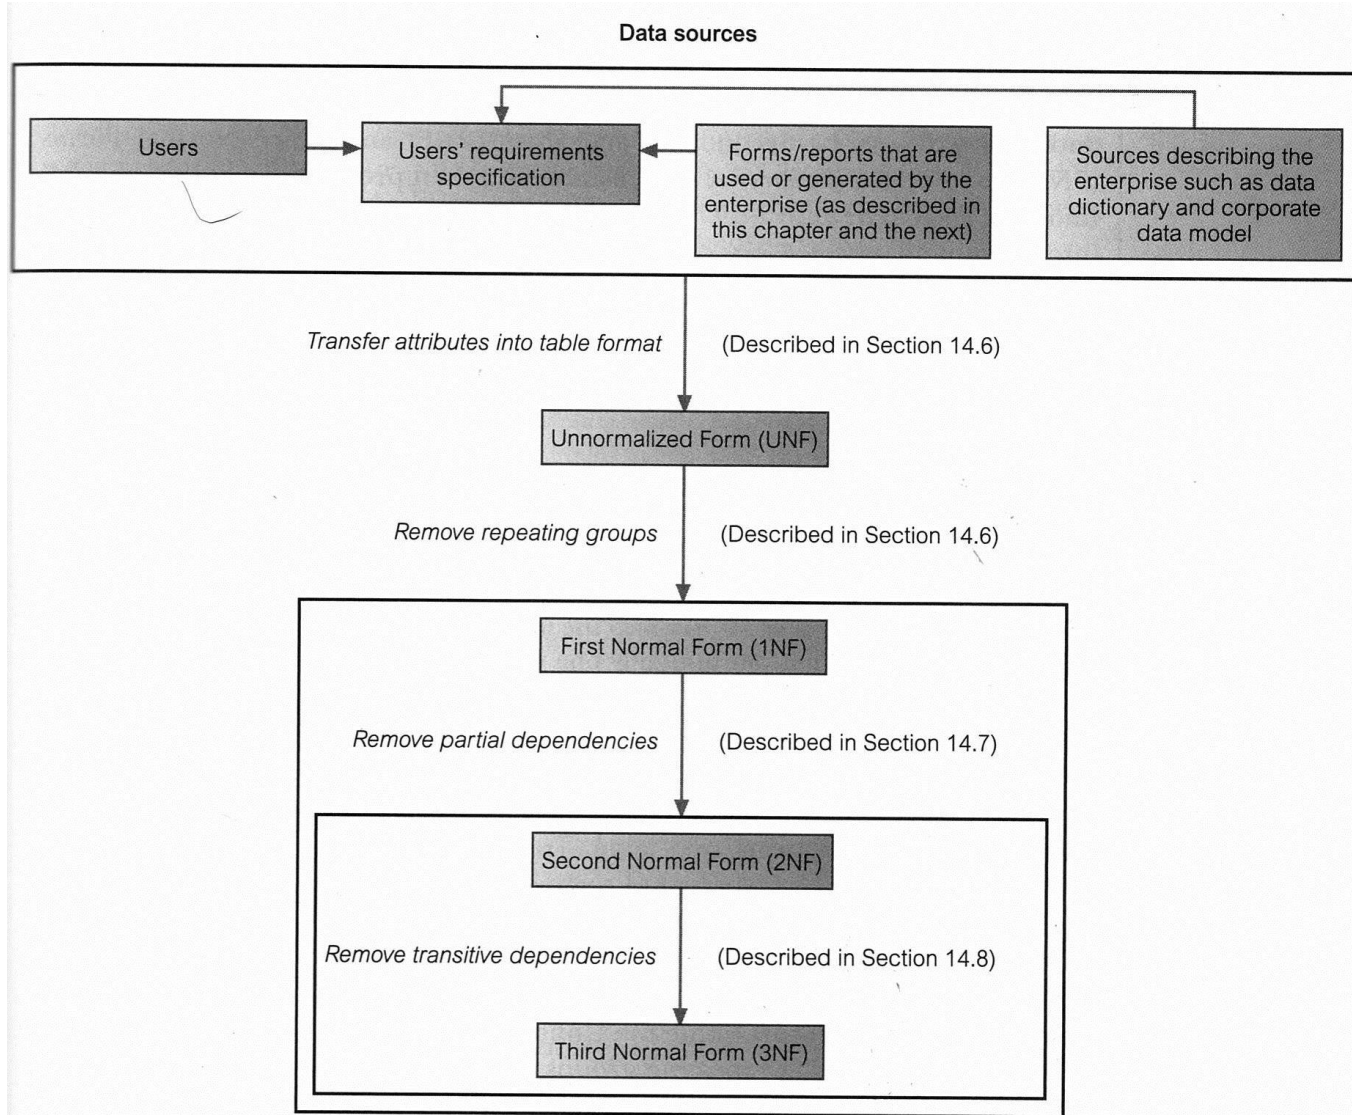 Data sources
Users
Users' requirements
specification
Forms/reports that are
used or generated by the
enterprise (as described in
this chapter and the next)
Sources describing the
enterprise such as data
dictionary and corporate
data model
Transfer attributes into table format
(Described in Section 14.6)
Unnormalized Form (UNF)
Remove repeating groups
(Described in Section 14.6)
First Normal Form (1NF)
Remove partial dependencies
(Described in Section 14.7)
Second Normal Form (2NF)
Remove transitive dependencies
(Described in Section 14.8)
Third Normal Form (3NF)